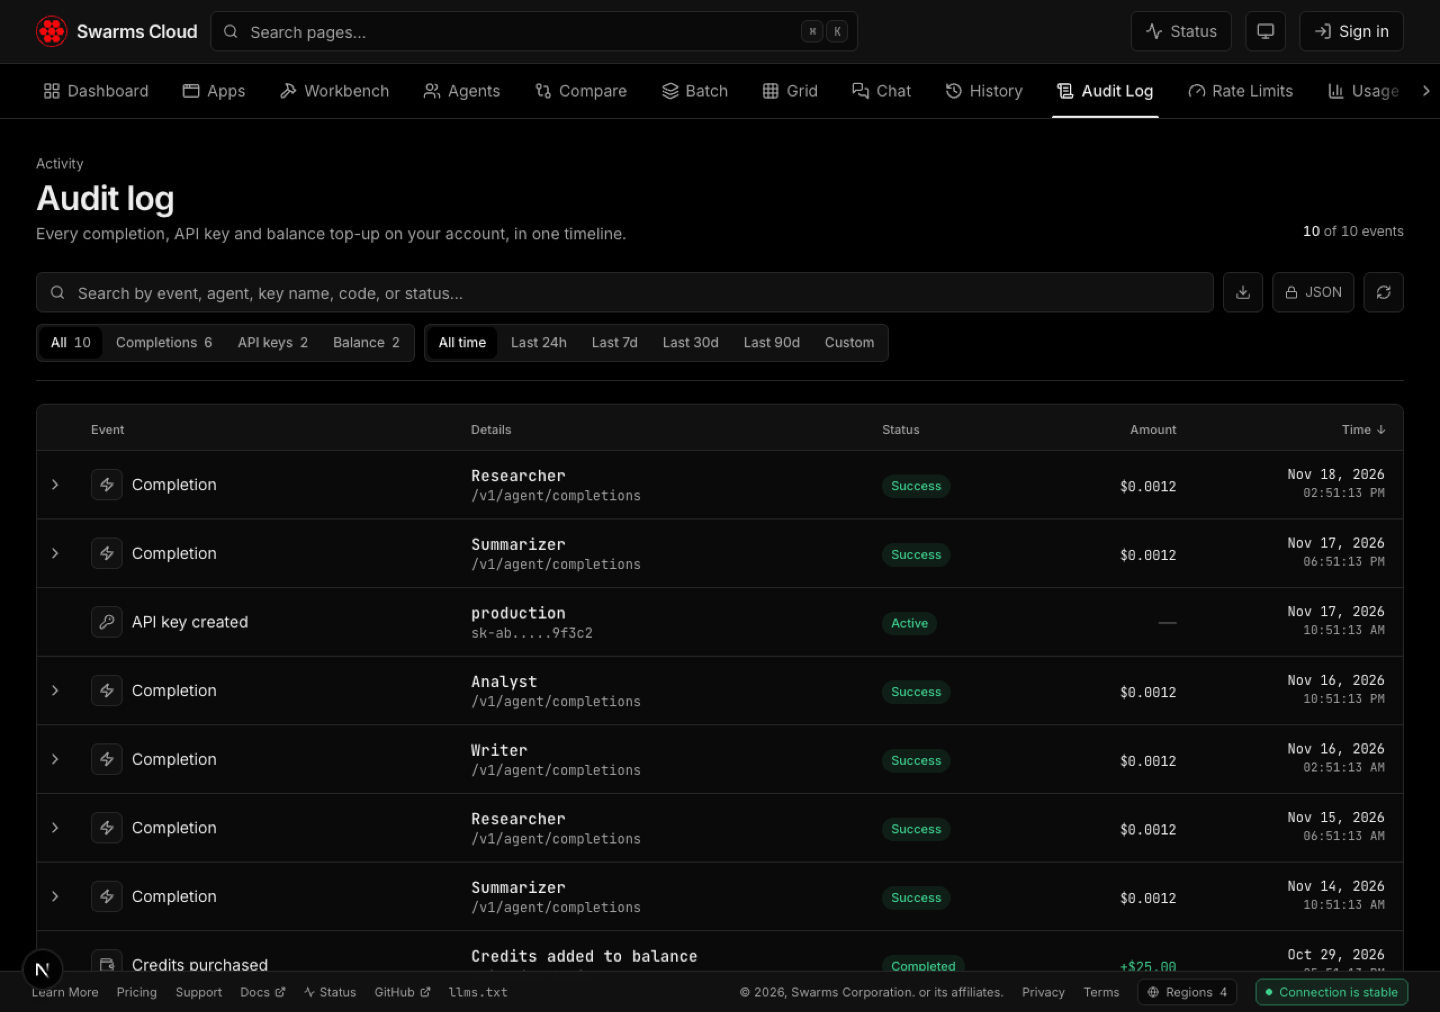 Swarms Cloud
Search pages...
⌘ K
Status
Sign in
Dashboard
Apps
Workbench
Agents
Compare
Batch
Grid
Chat
History
Audit Log
Rate Limits
Usage
Activity
Audit log
Every completion, API key and balance top-up on your account, in one timeline.
10 of 10 events
Search by event, agent, key name, code, or status...
JSON
All 10
Completions 6
API keys 2
Balance 2
All time
Last 24h
Last 7d
Last 30d
Last 90d
Custom
Event Details Status Amount Time ↓
Completion
Researcher
/v1/agent/completions
Success
$0.0012
Nov 18, 2026
02:51:13 PM
Completion
Summarizer
/v1/agent/completions
Success
$0.0012
Nov 17, 2026
06:51:13 PM
API key created
production
sk-ab.....9f3c2
Active
—
Nov 17, 2026
10:51:13 AM
Completion
Analyst
/v1/agent/completions
Success
$0.0012
Nov 16, 2026
10:51:13 PM
Completion
Writer
/v1/agent/completions
Success
$0.0012
Nov 16, 2026
02:51:13 AM
Completion
Researcher
/v1/agent/completions
Success
$0.0012
Nov 15, 2026
06:51:13 AM
Completion
Summarizer
/v1/agent/completions
Success
$0.0012
Nov 14, 2026
10:51:13 AM
Credits purchased
Credits added to balance
Completed
+$25.00
Oct 29, 2026
N
Learn More
Pricing
Support
Docs
Status
GitHub
llms.txt
© 2026, Swarms Corporation. or its affiliates.
Privacy
Terms
Regions 4
Connection is stable